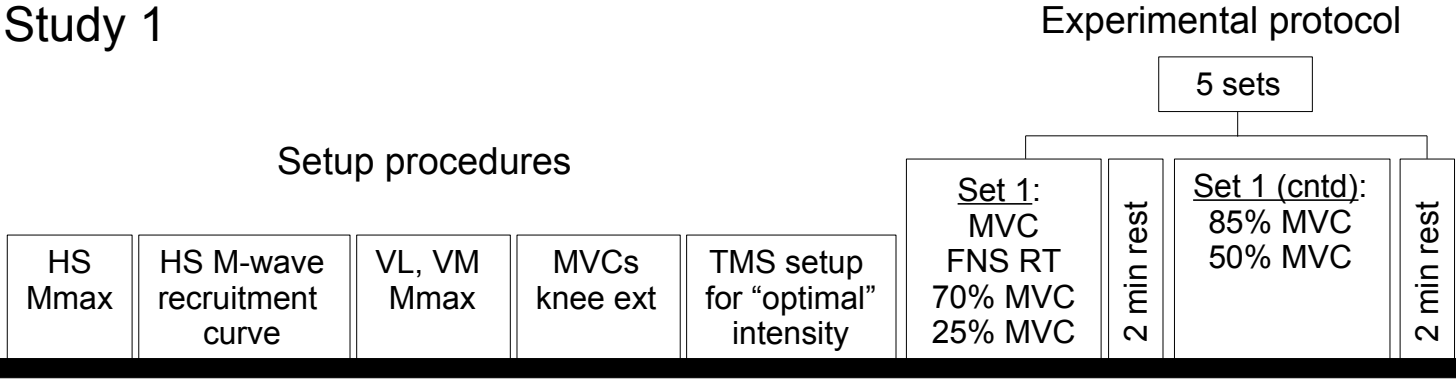 Study 1
Experimental protocol
5 sets
Setup procedures
HS
Mmax
HS M-wave
recruitment
curve
VL, VM
Mmax
MVCs
knee ext
TMS setup
for “optimal”
intensity
Set 1:
MVC
FNS RT
70% MVC
25% MVC
2 min rest
Set 1 (cntd):
85% MVC
50% MVC
2 min rest